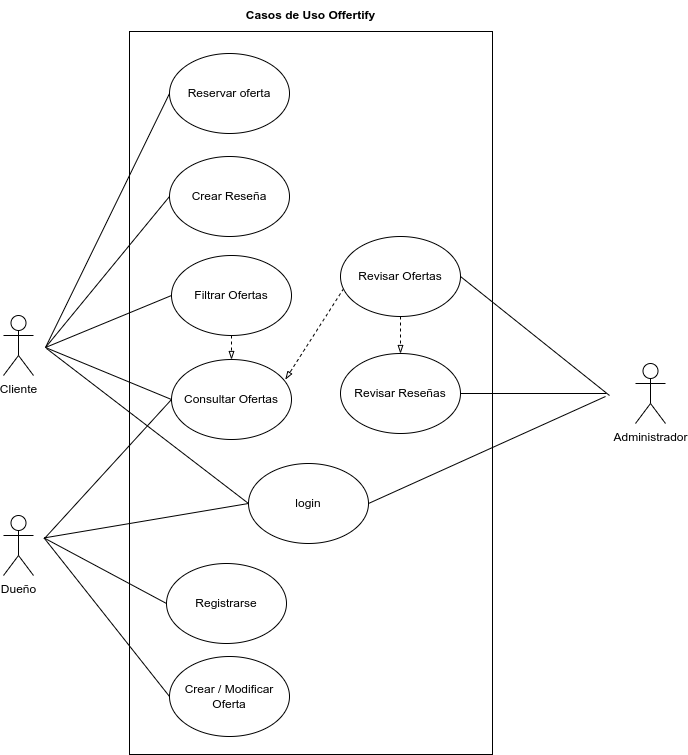 Casos de Uso Offertify
Reservar oferta
Crear Reseña
Revisar Ofertas
Filtrar Ofertas
Cliente
Consultar Ofertas
Revisar Reseñas
Administrador
login
Dueño
Registrarse
Crear / Modificar
Oferta